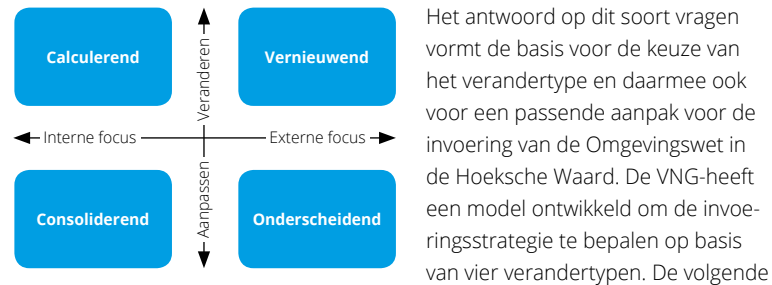 Calculerend
Vernieuwend
Veranderen
Interne focus
Externe focus
Aanpassen
Consoliderend
Onderscheidend
Het antwoord op dit soort vragen
vormt de basis voor de keuze van
het verandertype en daarmee ook
voor een passende aanpak voor de
invoering van de Omgevingswet in
de Hoeksche Waard. De VNG-heeft
een model ontwikkeld om de invoe-
ringsstrategie te bepalen op basis
van vier verandertypen. De volgende